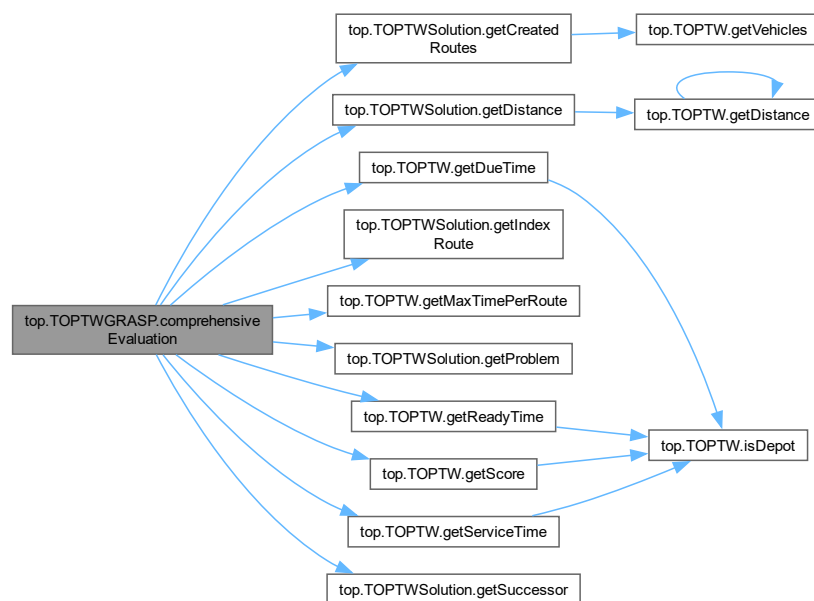 top.TOPTWSolution.getCreated
Routes
top.TOPTW.getVehicles
top.TOPTWSolution.getDistance
top.TOPTW.getDistance
top.TOPTW.getDueTime
top.TOPTWSolution.getIndex
Route
top.TOPTW.getMaxTimePerRoute
top.TOPTWGRASP.comprehensive
Evaluation
top.TOPTWSolution.getProblem
top.TOPTW.getReadyTime
top.TOPTW.isDepot
top.TOPTW.getScore
top.TOPTW.getServiceTime
top.TOPTWSolution.getSuccessor